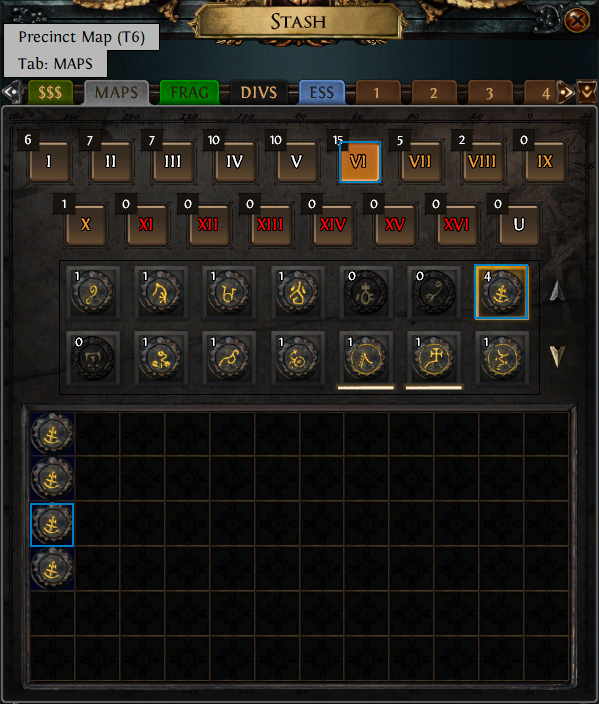 STASH
Precinct Map (T6)
Tab: MAPS
$$$ MAPS FRAG DIVS ESS 1 2 3 4
6 7 7 10 10 15 5 2 0
I II III IV V VI VII VIII IX
1 0 0 0 0 0 0 0
X XI XII XIII XIV XV XVI U
1 1 1 1 0 0 4
0 1 1 1 1 1 1